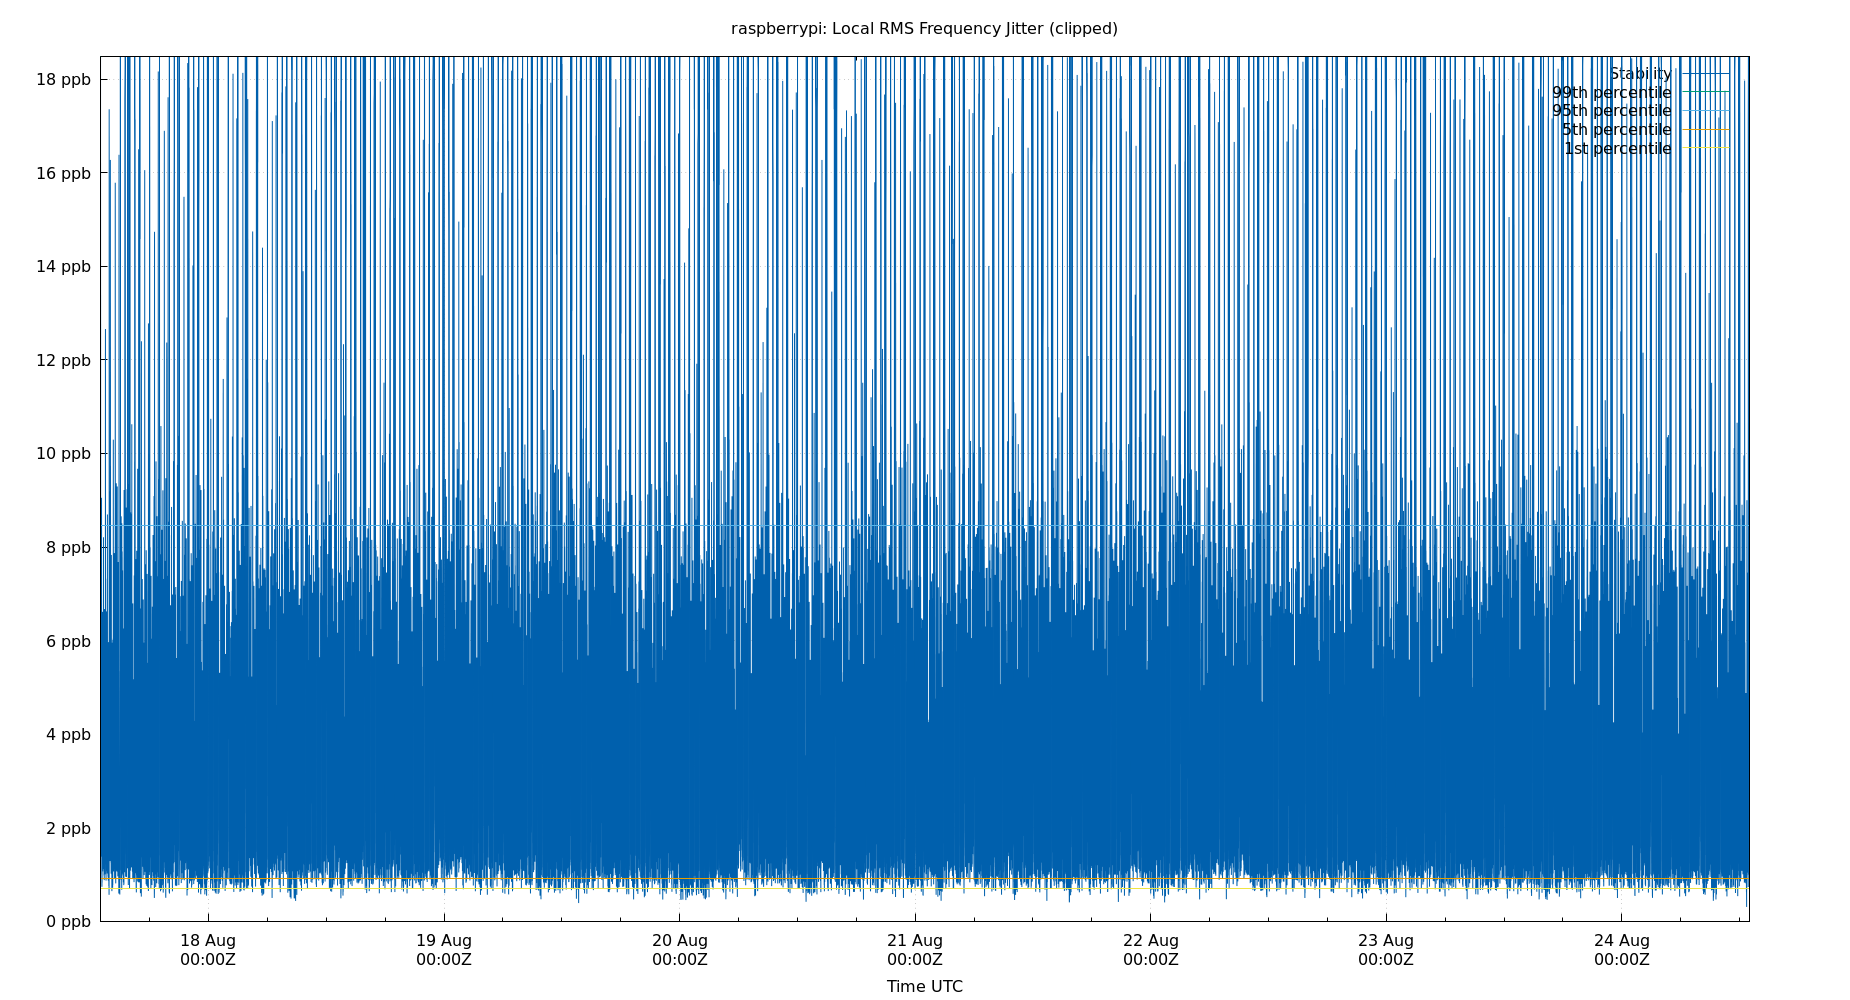 raspberrypi: Local RMS Frequency Jitter (clipped)
18 ppb
16 ppb
14 ppb
12 ppb
10 ppb
8 ppb
6 ppb
4 ppb
2 ppb
0 ppb
Stability
99th percentile
95th percentile
5th percentile
1st percentile
18 Aug 19 Aug 20 Aug 21 Aug 22 Aug 23 Aug 24 Aug
00:00Z 00:00Z 00:00Z 00:00Z 00:00Z 00:00Z 00:00Z
Time UTC